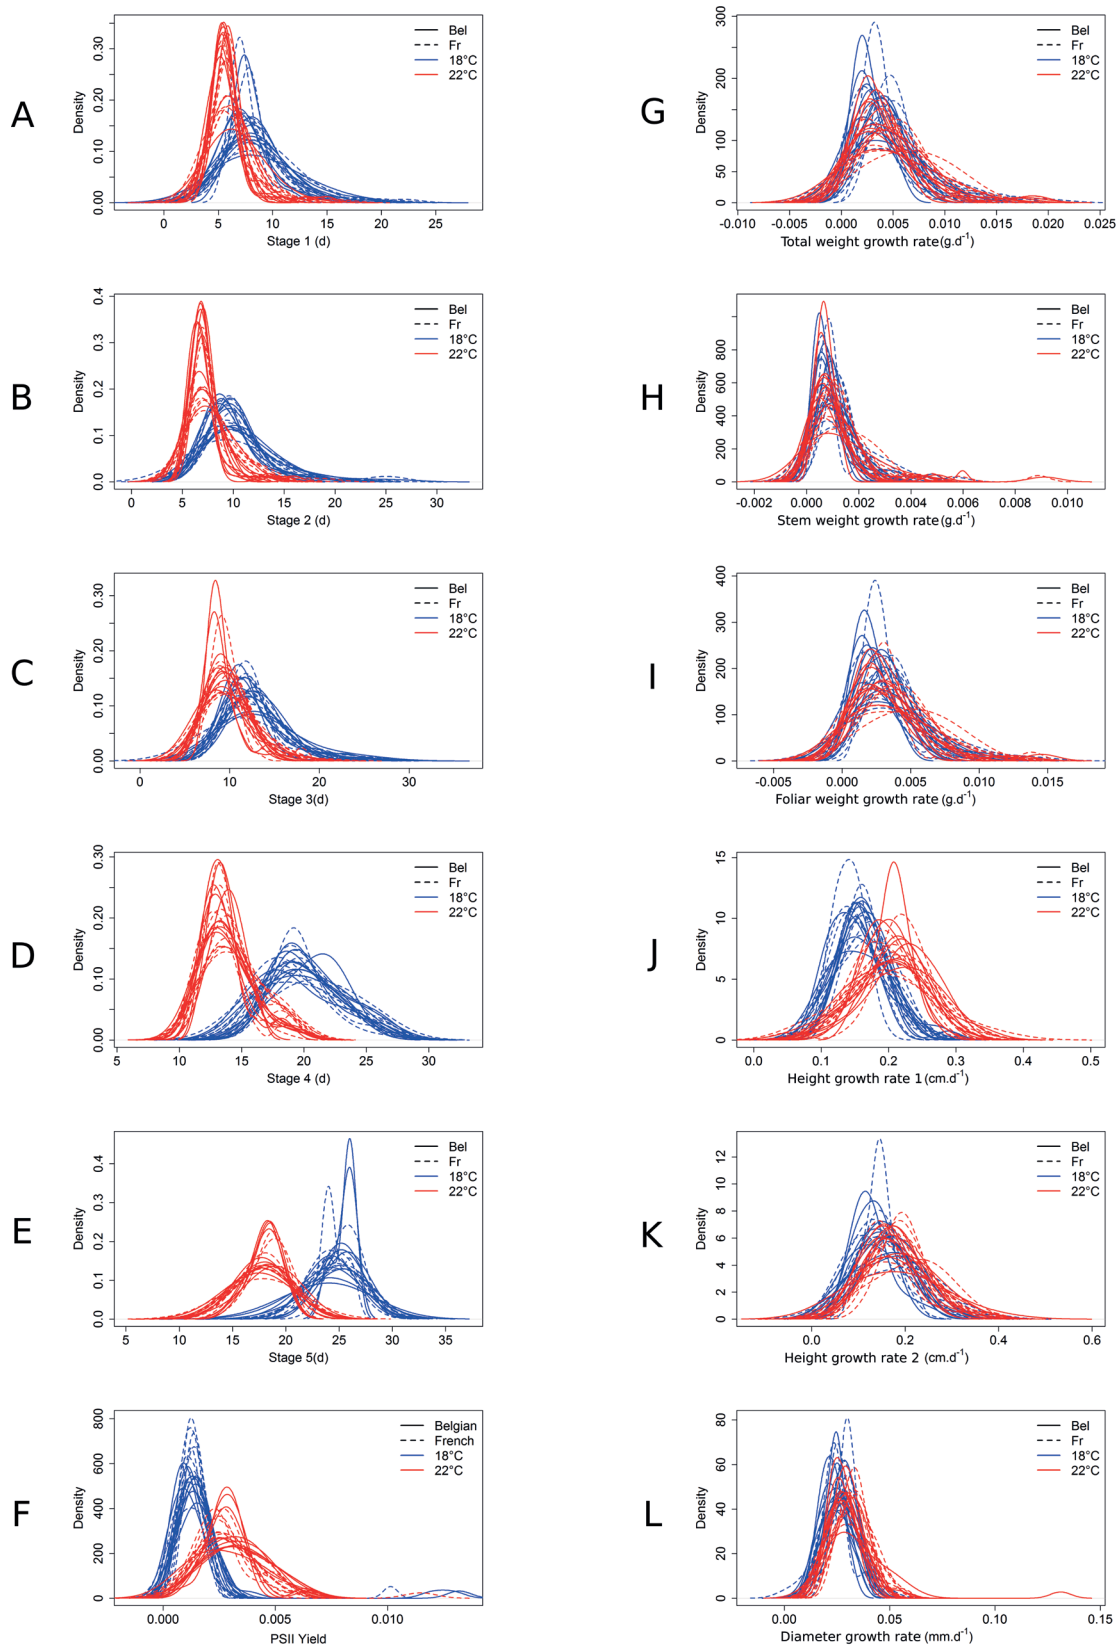 A
Density
0.00 0.10 0.20 0.30
Bel
Fr
18°C
22°C
0 5 10 15 20 25
Stage 1 (d)
B
Density
0.0 0.1 0.2 0.3 0.4
Bel
Fr
18°C
22°C
0 5 10 15 20 25 30
Stage 2 (d)
C
Density
0.00 0.10 0.20 0.30
Bel
Fr
18°C
22°C
0 10 20 30
Stage 3(d)
D
Density
0.00 0.10 0.20 0.30
Bel
Fr
18°C
22°C
5 10 15 20 25 30
Stage 4 (d)
E
Density
0.0 0.1 0.2 0.3 0.4
Bel
Fr
18°C
22°C
5 10 15 20 25 30 35
Stage 5(d)
F
Density
0 200 400 600 800
Belgian
French
18°C
22°C
0.000 0.005 0.010
PSII Yield
G
Density
0 50 100 150 200 250 300
Bel
Fr
18°C
22°C
-0.010 -0.005 0.000 0.005 0.010 0.015 0.020 0.025
Total weight growth rate(g.d⁻¹)
H
Density
0 200 400 600 800
Bel
Fr
18°C
22°C
-0.002 0.000 0.002 0.004 0.006 0.008 0.010
Stem weight growth rate(g.d⁻¹)
I
Density
0 100 200 300 400
Bel
Fr
18°C
22°C
-0.005 0.000 0.005 0.010 0.015
Foliar weight growth rate (g.d⁻¹)
J
Density
0 5 10 15
Bel
Fr
18°C
22°C
0.0 0.1 0.2 0.3 0.4 0.5
Height growth rate 1(cm.d⁻¹)
K
Density
0 2 4 6 8 10 12
Bel
Fr
18°C
22°C
0.0 0.2 0.4 0.6
Height growth rate 2 (cm.d⁻¹)
L
Density
0 20 40 60 80
Bel
Fr
18°C
22°C
0.00 0.05 0.10 0.15
Diameter growth rate (mm.d⁻¹)